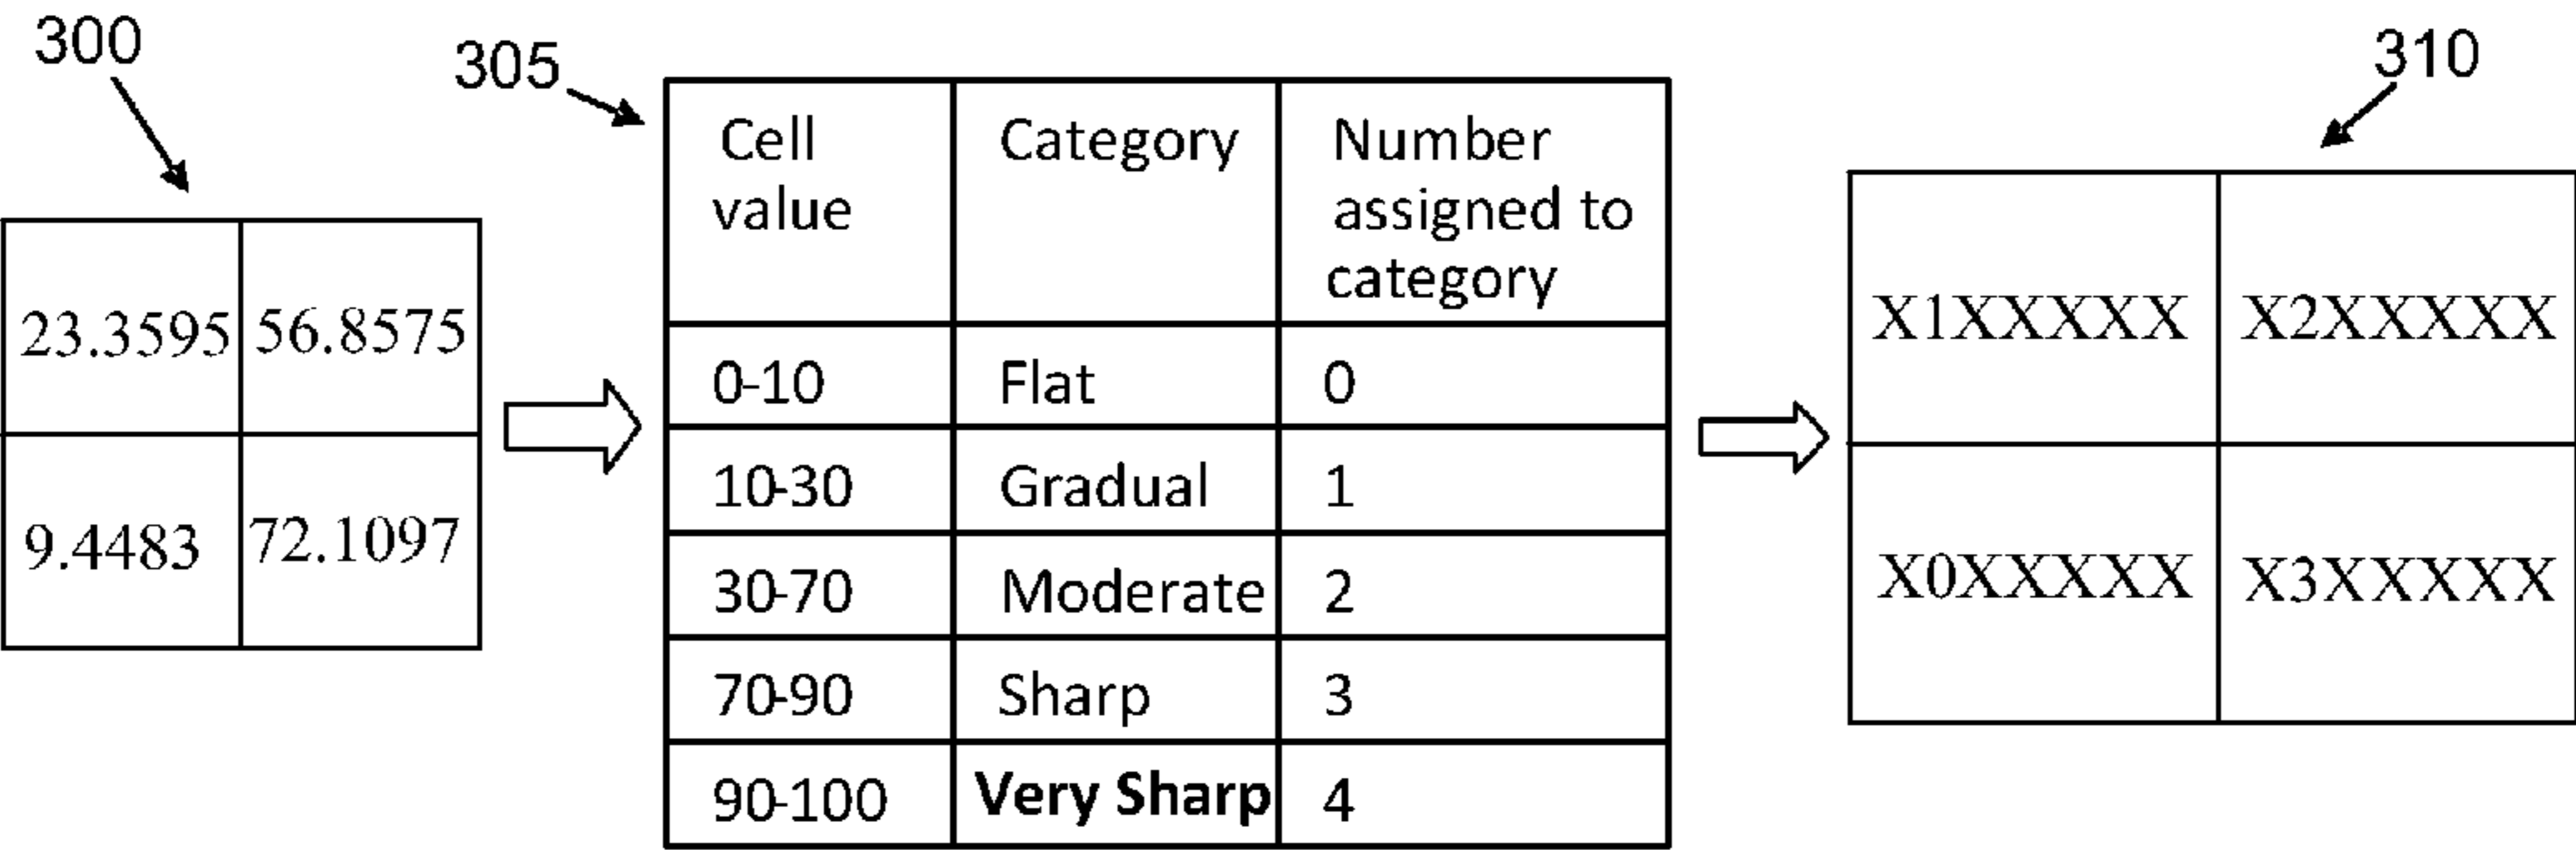 300
305
310
23.3595 56.8575
9.4483 72.1097
Cell value Category Number assigned to category
0-10 Flat 0
10-30 Gradual 1
30-70 Moderate 2
70-90 Sharp 3
90-100 Very Sharp 4
X1XXXXX X2XXXXX
X0XXXXX X3XXXXX